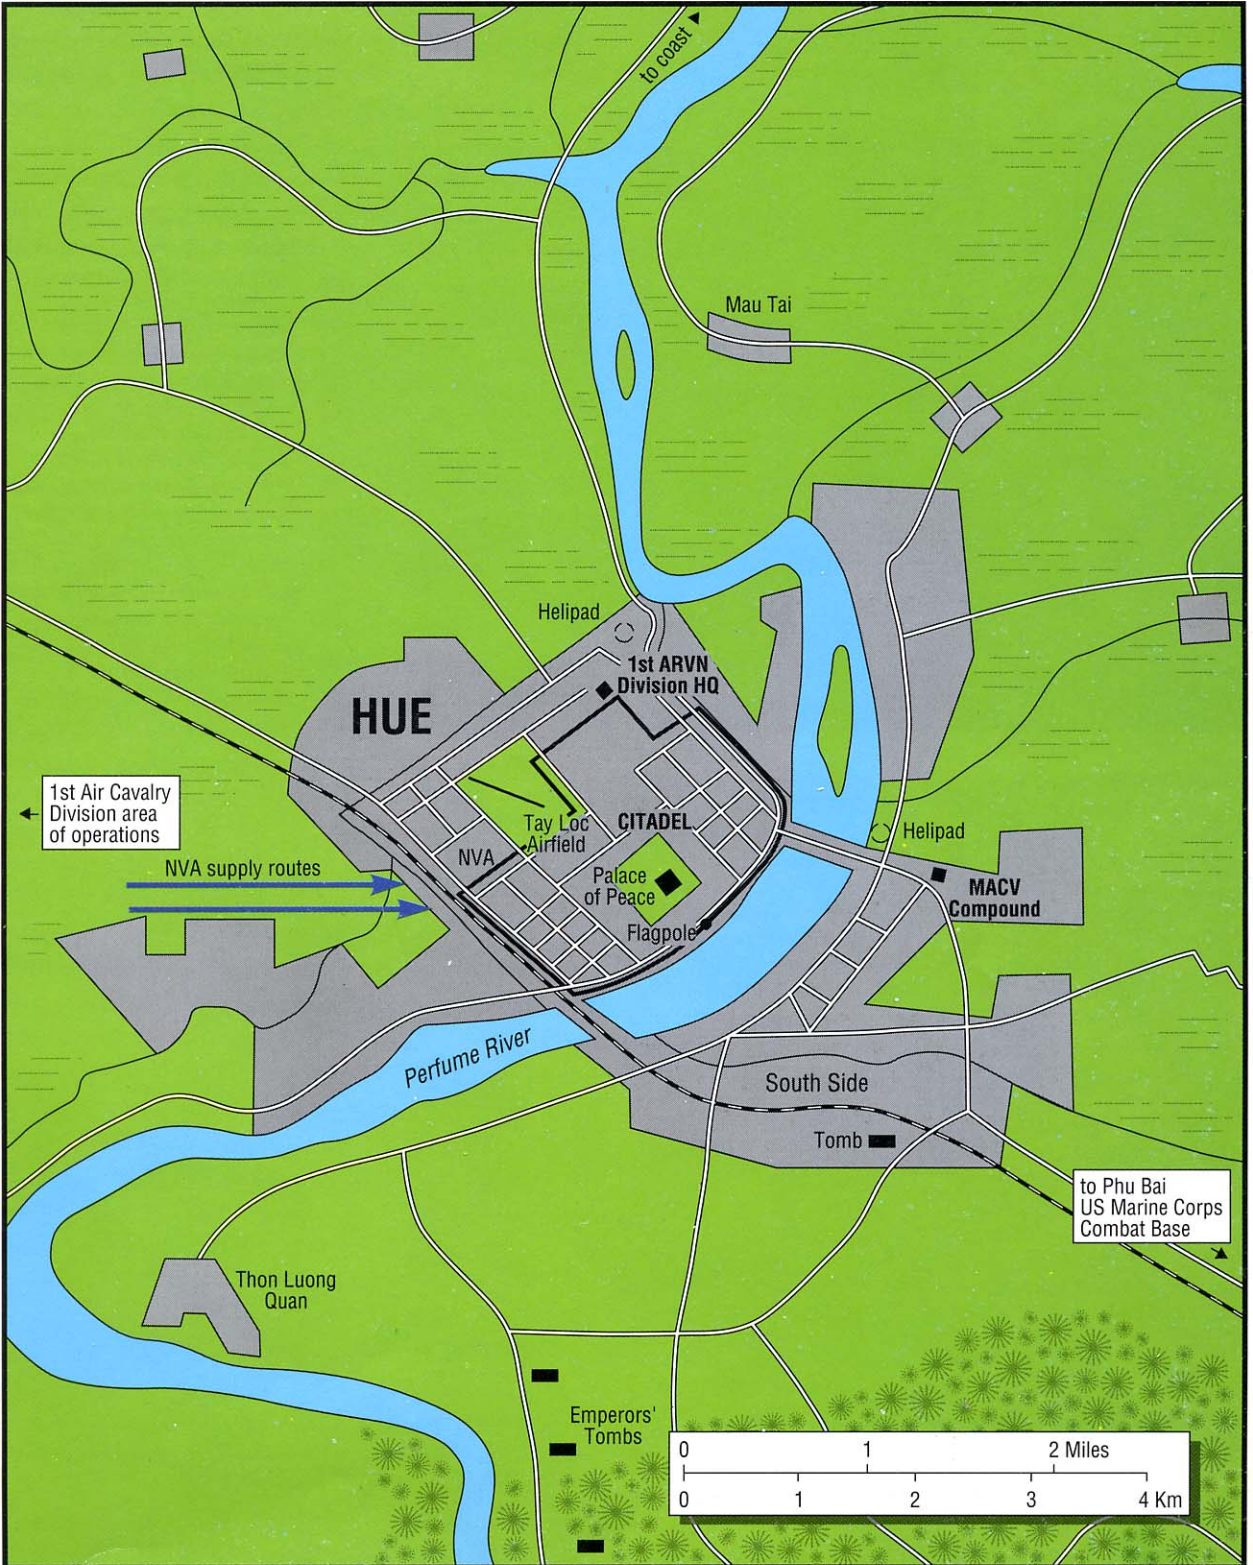 to coast
Mau Tai
Helipad
1st ARVN
Division HQ
HUE
1st Air Cavalry
Division area
of operations
NVA supply routes
NVA
Tay Loc
Airfield
CITADEL
Palace
of Peace
Flagpole
Helipad
MACV
Compound
Perfume River
South Side
Tomb
to Phu Bai
US Marine Corps
Combat Base
Thon Luong
Quan
Emperors'
Tombs
0 1 2 Miles
0 1 2 3 4 Km